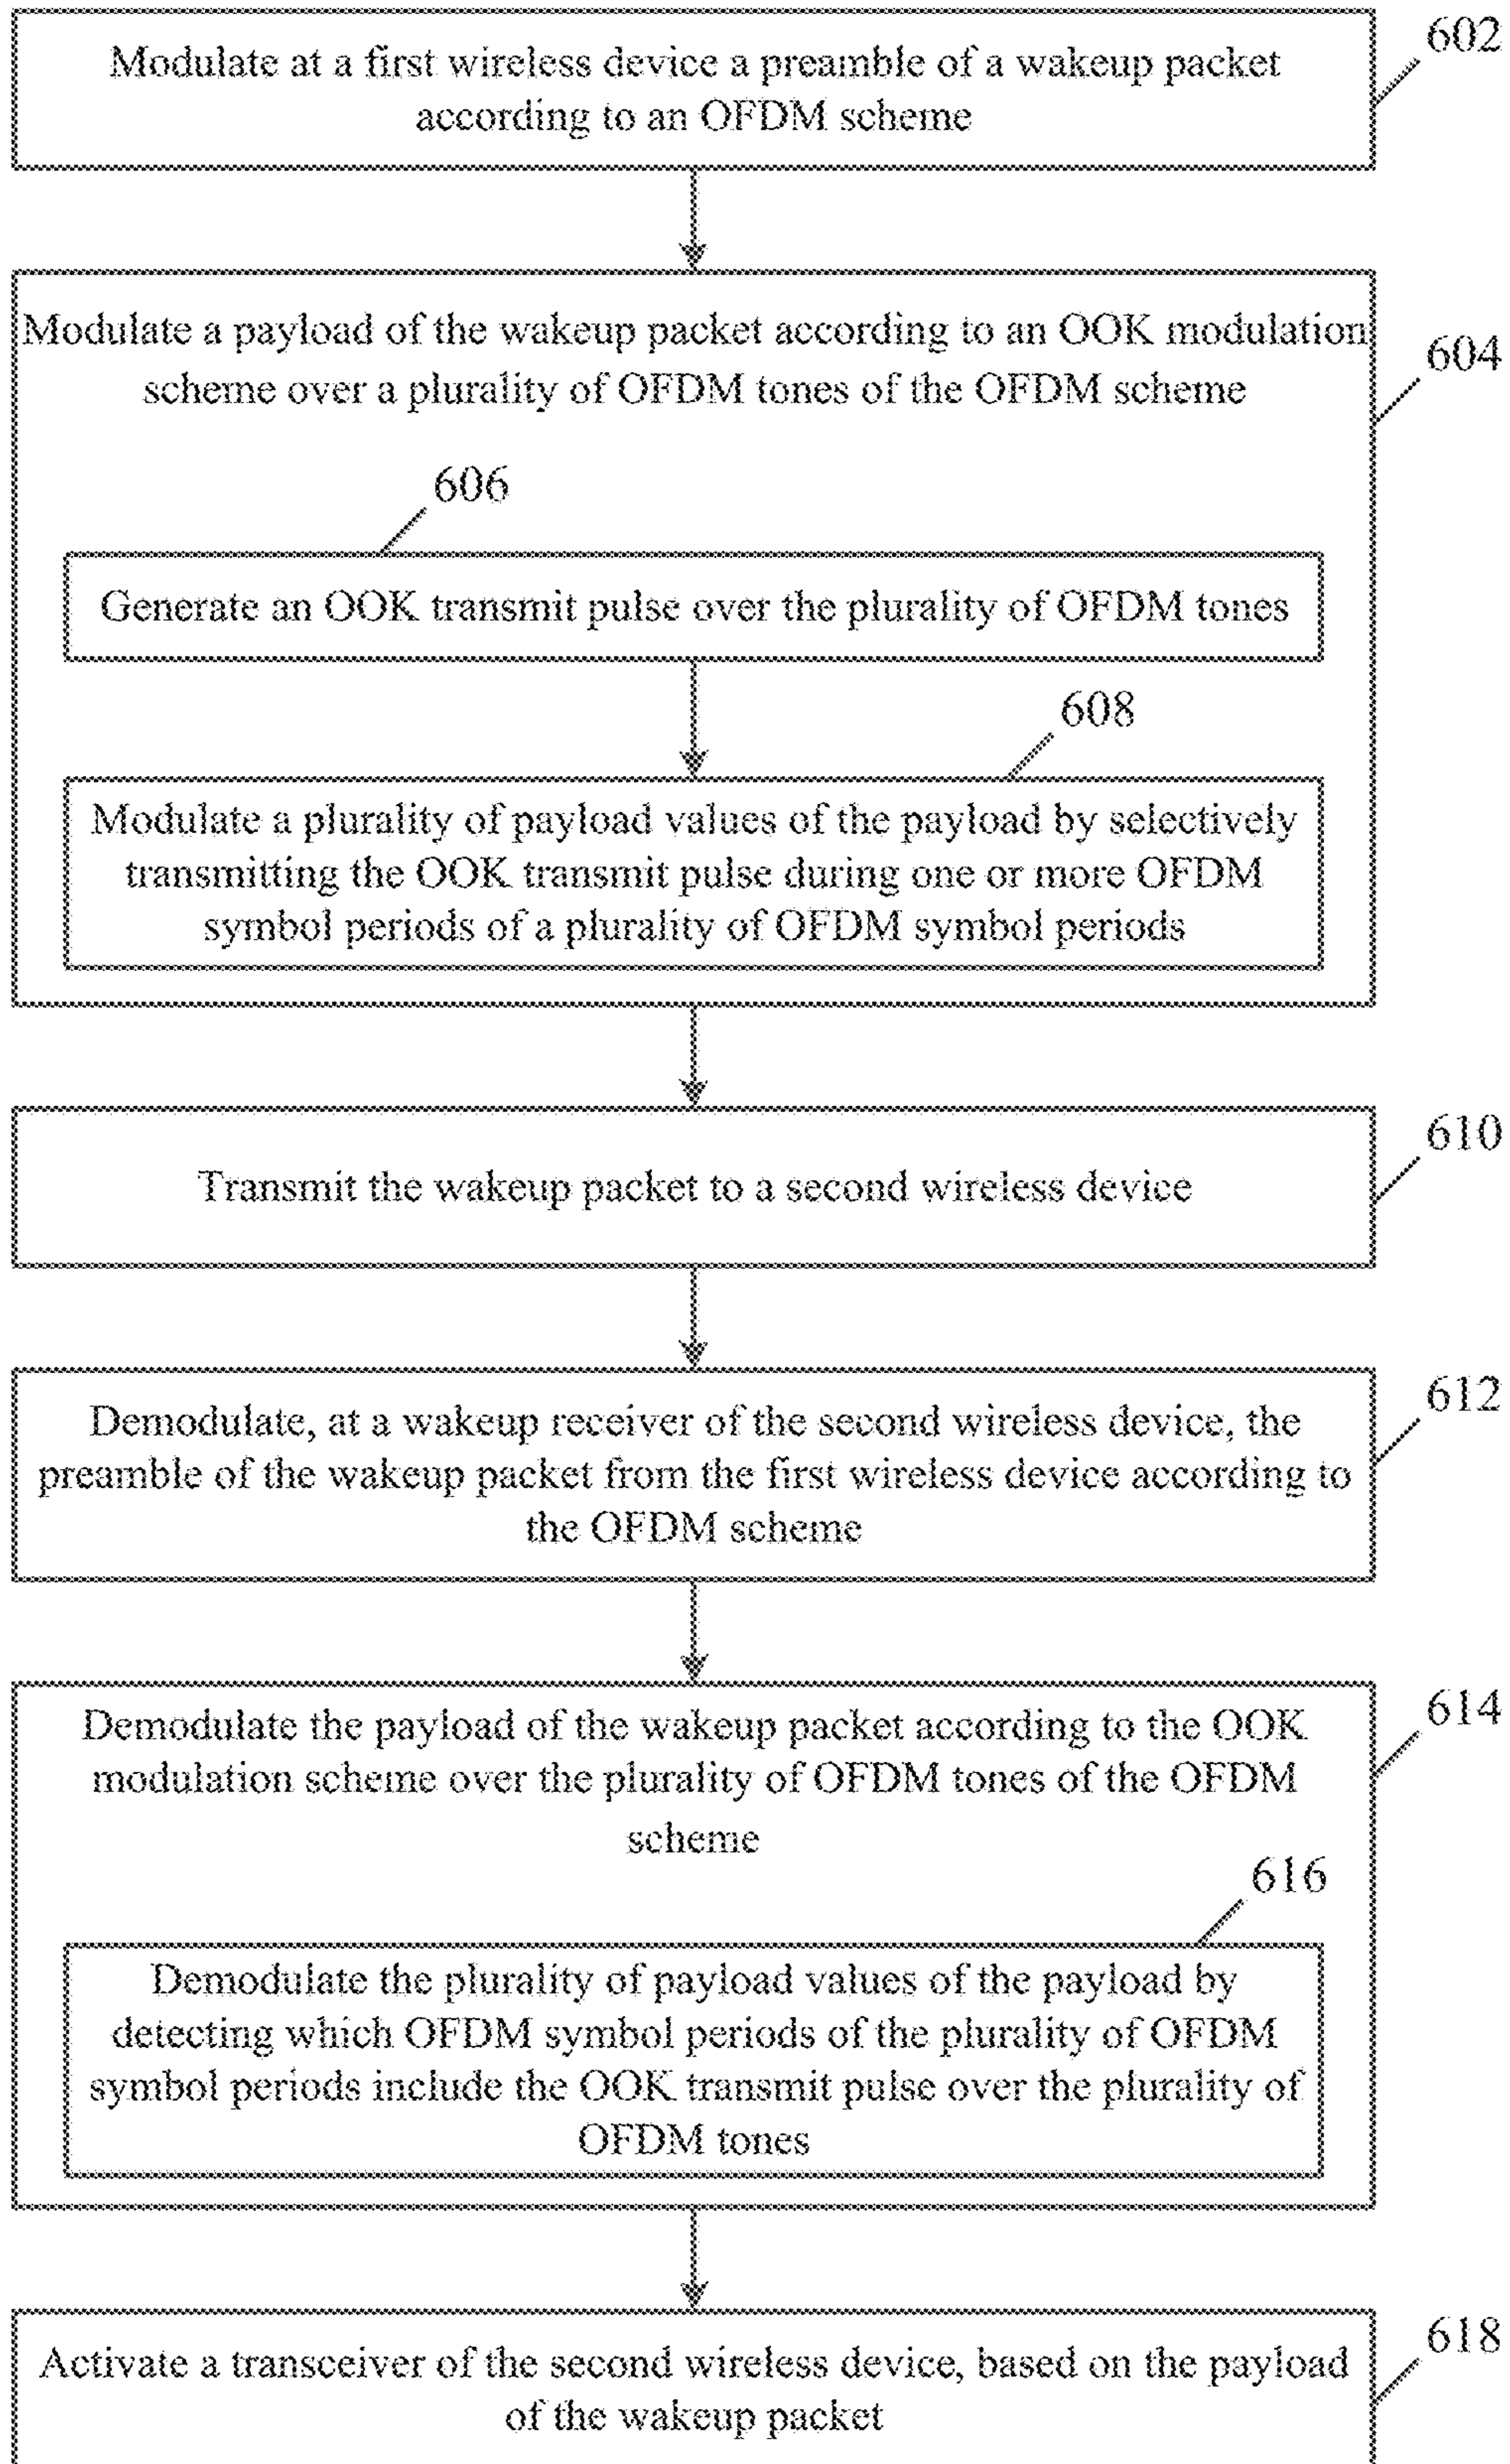 602
Modulate at a first wireless device a preamble of a wakeup packet
according to an OFDM scheme
604
Modulate a payload of the wakeup packet according to an OOK modulation
scheme over a plurality of OFDM tones of the OFDM scheme
606
Generate an OOK transmit pulse over the plurality of OFDM tones
608
Modulate a plurality of payload values of the payload by selectively
transmitting the OOK transmit pulse during one or more OFDM
symbol periods of a plurality of OFDM symbol periods
610
Transmit the wakeup packet to a second wireless device
612
Demodulate, at a wakeup receiver of the second wireless device, the
preamble of the wakeup packet from the first wireless device according to
the OFDM scheme
614
Demodulate the payload of the wakeup packet according to the OOK
modulation scheme over the plurality of OFDM tones of the OFDM
scheme
616
Demodulate the plurality of payload values of the payload by
detecting which OFDM symbol periods of the plurality of OFDM
symbol periods include the OOK transmit pulse over the plurality of
OFDM tones
618
Activate a transceiver of the second wireless device, based on the payload
of the wakeup packet